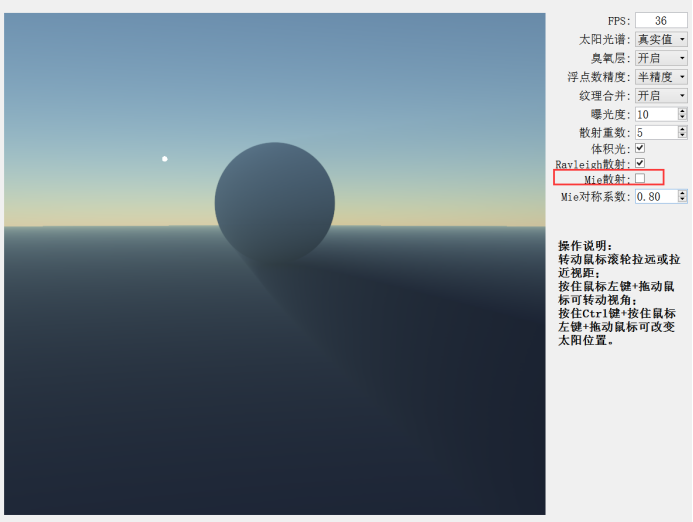 FPS: 36
太阳光谱: 真实值
臭氧层: 开启
浮点数精度: 半精度
纹理合并: 开启
曝光度: 10
散射重数: 5
体积光:
Rayleigh散射:
Mie散射:
Mie对称系数: 0.80
操作说明:
转动鼠标滚轮拉远或拉
近视距;
按住鼠标左键+拖动鼠
标可转动视角;
按住Ctrl键+按住鼠标
左键+拖动鼠标可改变
太阳位置。